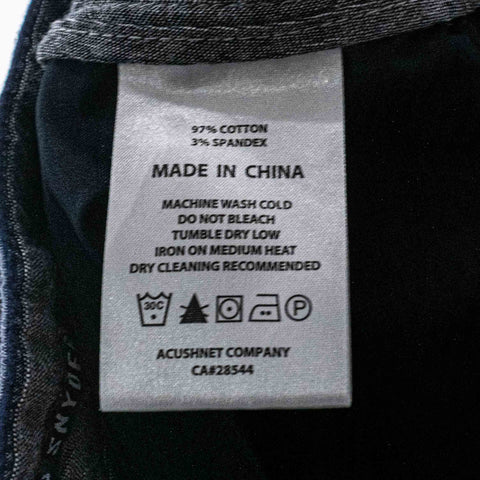 97% COTTON
3% SPANDEX
MADE IN CHINA
MACHINE WASH COLD
DO NOT BLEACH
TUMBLE DRY LOW
IRON ON MEDIUM HEAT
DRY CLEANING RECOMMENDED
30C
P
ACUSHNET COMPANY
CA#28544